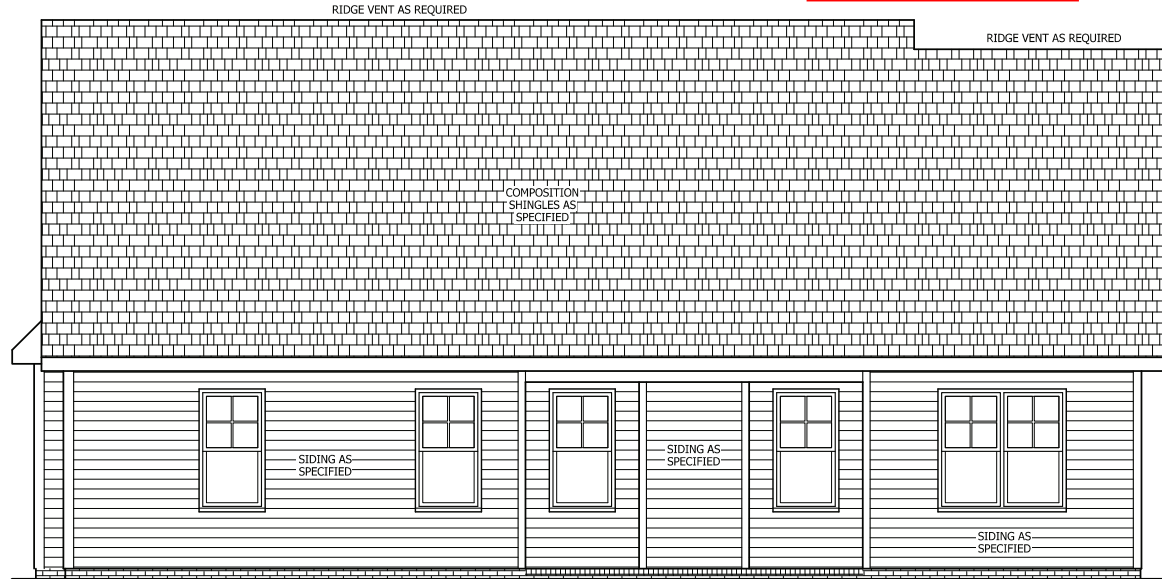 RIDGE VENT AS REQUIRED
RIDGE VENT AS REQUIRED
COMPOSITION
SHINGLES AS
SPECIFIED
SIDING AS
SPECIFIED
SIDING AS
SPECIFIED
SIDING AS
SPECIFIED